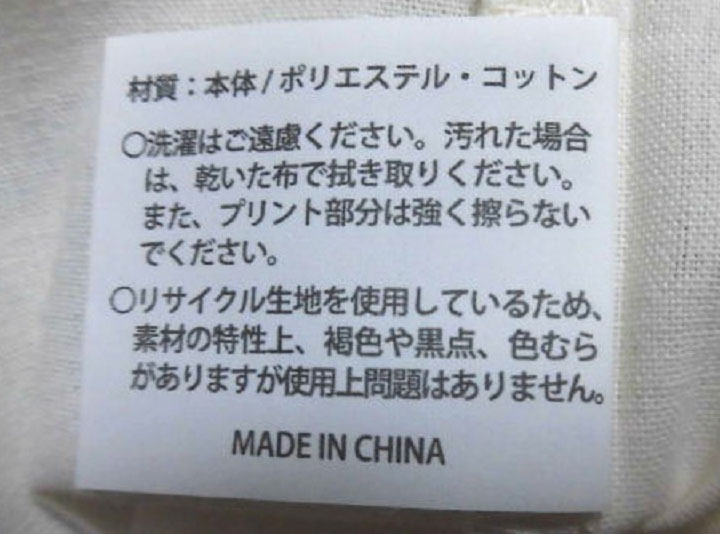 材質：本体/ポリエステル・コットン
○洗濯はご遠慮ください。汚れた場合
は、乾いた布で拭き取りください。
また、プリント部分は強く擦らない
でください。
○リサイクル生地を使用しているため、
素材の特性上、褐色や黒点、色むら
がありますが使用上問題はありません。
MADE IN CHINA